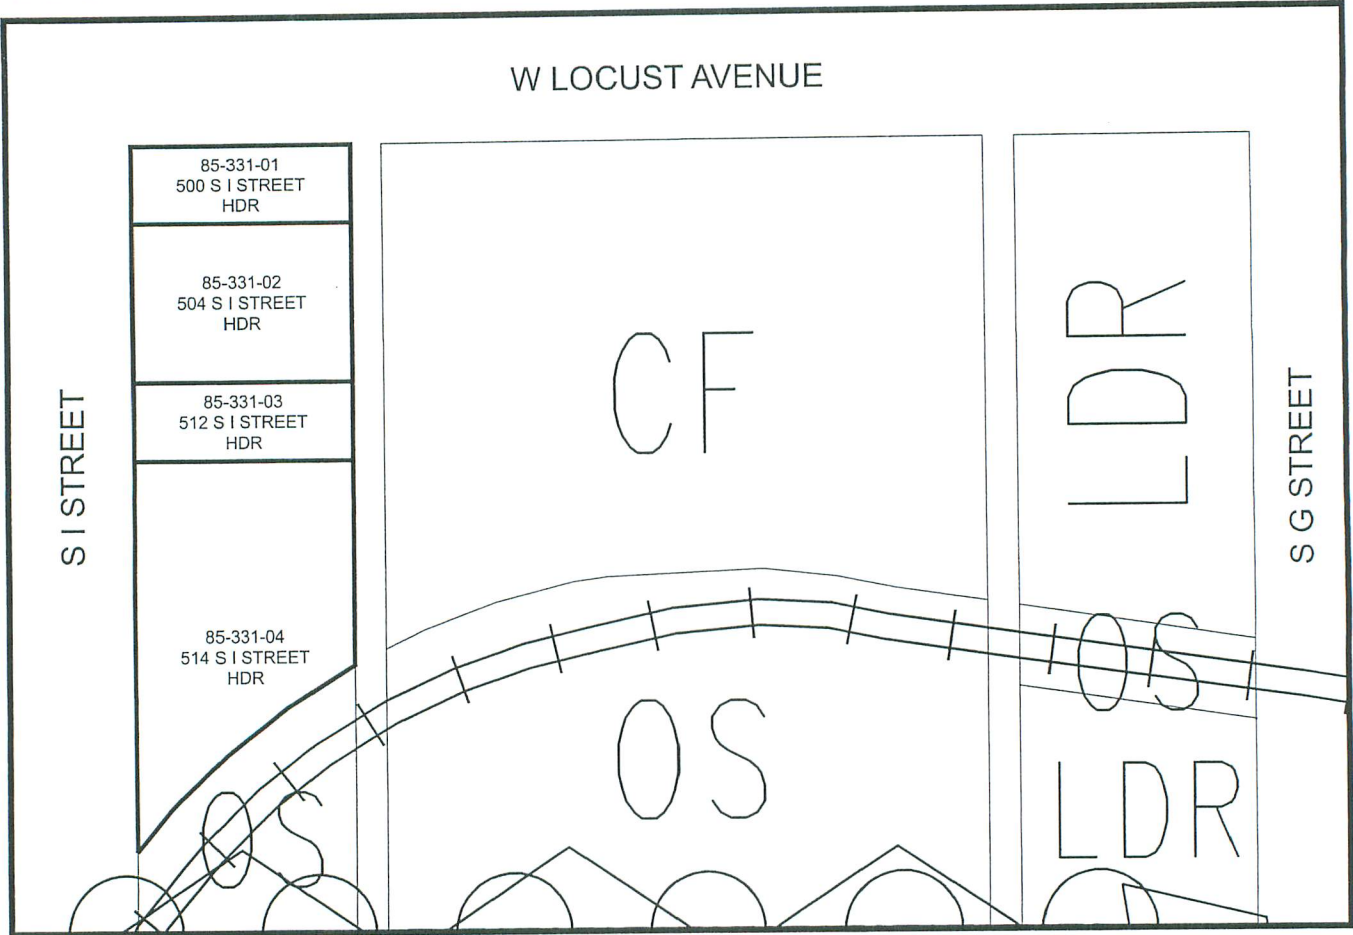 W LOCUST AVENUE
85-331-01
500 S I STREET
HDR
85-331-02
504 S I STREET
HDR
85-331-03
512 S I STREET
HDR
85-331-04
514 S I STREET
HDR
S I STREET
CF
LDR
S G STREET
OS
OS
OS
LDR